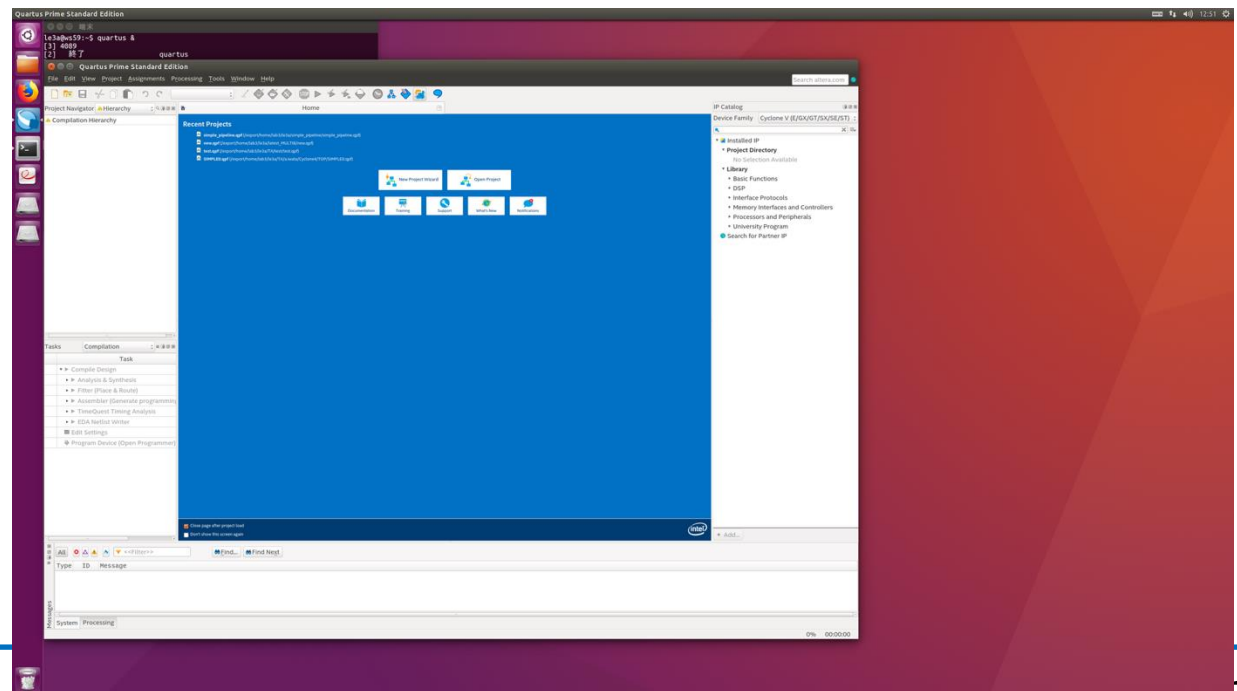 Quartus Prime Standard Edition
12:51
端末
le3a@ws59:~$ quartus &
[3] 4089
[2] 終了 quartus
Quartus Prime Standard Edition
File Edit View Project Assignments Processing Tools Window Help
Search altera.com
Project Navigator Hierarchy
Home
IP Catalog
Compilation Hierarchy
Device Family Cyclone V (E/GX/GT/SX/SE/ST)
Recent Projects
Installed IP
Project Directory
No Selection Available
Library
Basic Functions
DSP
Interface Protocols
Memory Interfaces and Controllers
Processors and Peripherals
University Program
Search for Partner IP
New Project Wizard
Open Project
Documentation
Training
Support
What's New
Notifications
Tasks Compilation
Task
Compile Design
Analysis & Synthesis
Fitter (Place & Route)
Assembler (Generate programming
TimeQuest Timing Analysis
EDA Netlist Writer
Edit Settings
Program Device (Open Programmer)
Close page after project load
Don't show this screen again
intel
Add...
All <<Filter>> Find... Find Next
Type ID Message
Messages
System Processing
0% 00:00:00